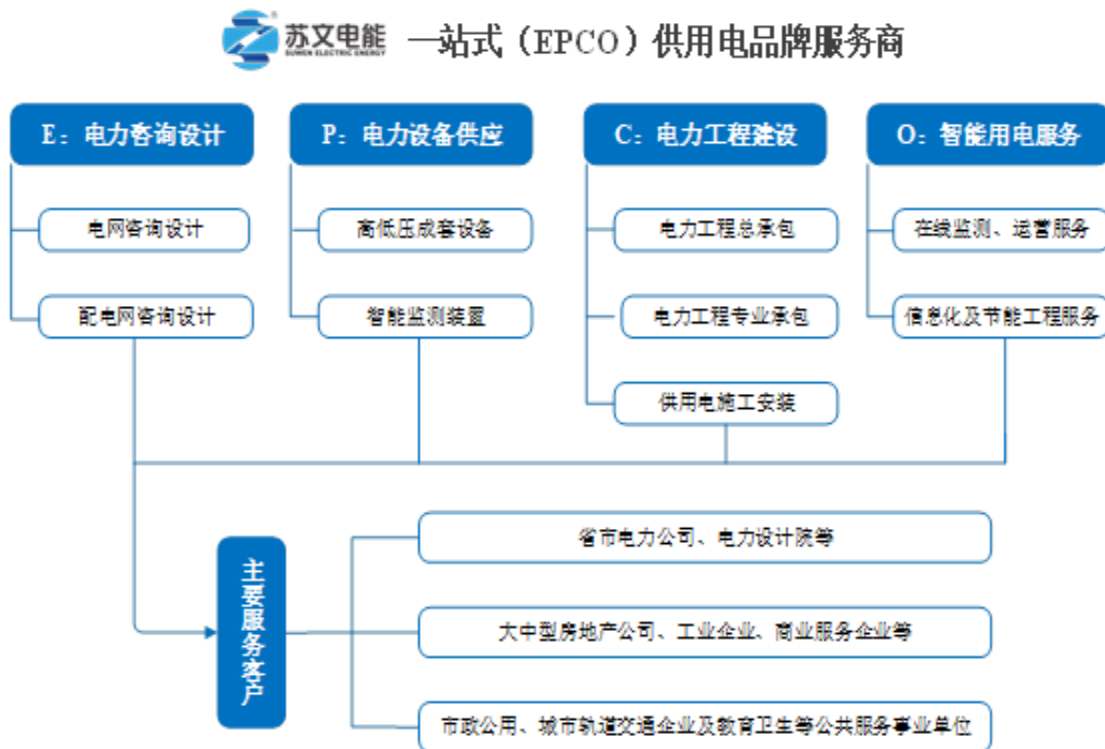 苏文电能 一站式（EPCO）供用电品牌服务商
SUWEN ELECTRIC ENERGY
E：电力咨询设计 P：电力设备供应 C：电力工程建设 O：智能用电服务
电网咨询设计 高低压成套设备 电力工程总承包 在线监测、运营服务
配电网咨询设计 智能监测装置 电力工程专业承包 信息化及节能工程服务
供用电施工安装
主要服务客户
省市电力公司、电力设计院等
大中型房地产公司、工业企业、商业服务企业等
市政公用、城市轨道交通企业及教育卫生等公共服务事业单位